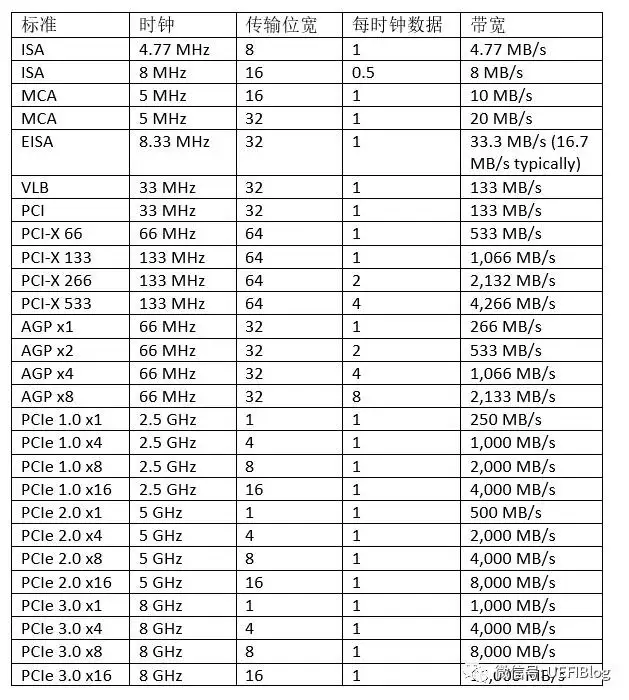 标准 时钟 传输位宽 每时钟数据 带宽
ISA 4.77 MHz 8 1 4.77 MB/s
ISA 8 MHz 16 0.5 8 MB/s
MCA 5 MHz 16 1 10 MB/s
MCA 5 MHz 32 1 20 MB/s
EISA 8.33 MHz 32 1 33.3 MB/s (16.7
MB/s typically)
VLB 33 MHz 32 1 133 MB/s
PCI 33 MHz 32 1 133 MB/s
PCI-X 66 66 MHz 64 1 533 MB/s
PCI-X 133 133 MHz 64 1 1,066 MB/s
PCI-X 266 133 MHz 64 2 2,132 MB/s
PCI-X 533 133 MHz 64 4 4,266 MB/s
AGP x1 66 MHz 32 1 266 MB/s
AGP x2 66 MHz 32 2 533 MB/s
AGP x4 66 MHz 32 4 1,066 MB/s
AGP x8 66 MHz 32 8 2,133 MB/s
PCIe 1.0 x1 2.5 GHz 1 1 250 MB/s
PCIe 1.0 x4 2.5 GHz 4 1 1,000 MB/s
PCIe 1.0 x8 2.5 GHz 8 1 2,000 MB/s
PCIe 1.0 x16 2.5 GHz 16 1 4,000 MB/s
PCIe 2.0 x1 5 GHz 1 1 500 MB/s
PCIe 2.0 x4 5 GHz 4 1 2,000 MB/s
PCIe 2.0 x8 5 GHz 8 1 4,000 MB/s
PCIe 2.0 x16 5 GHz 16 1 8,000 MB/s
PCIe 3.0 x1 8 GHz 1 1 1,000 MB/s
PCIe 3.0 x4 8 GHz 4 1 4,000 MB/s
PCIe 3.0 x8 8 GHz 8 1 8,000 MB/s
PCIe 3.0 x16 8 GHz 16 1 MB/s
微信号: UEFIBlog